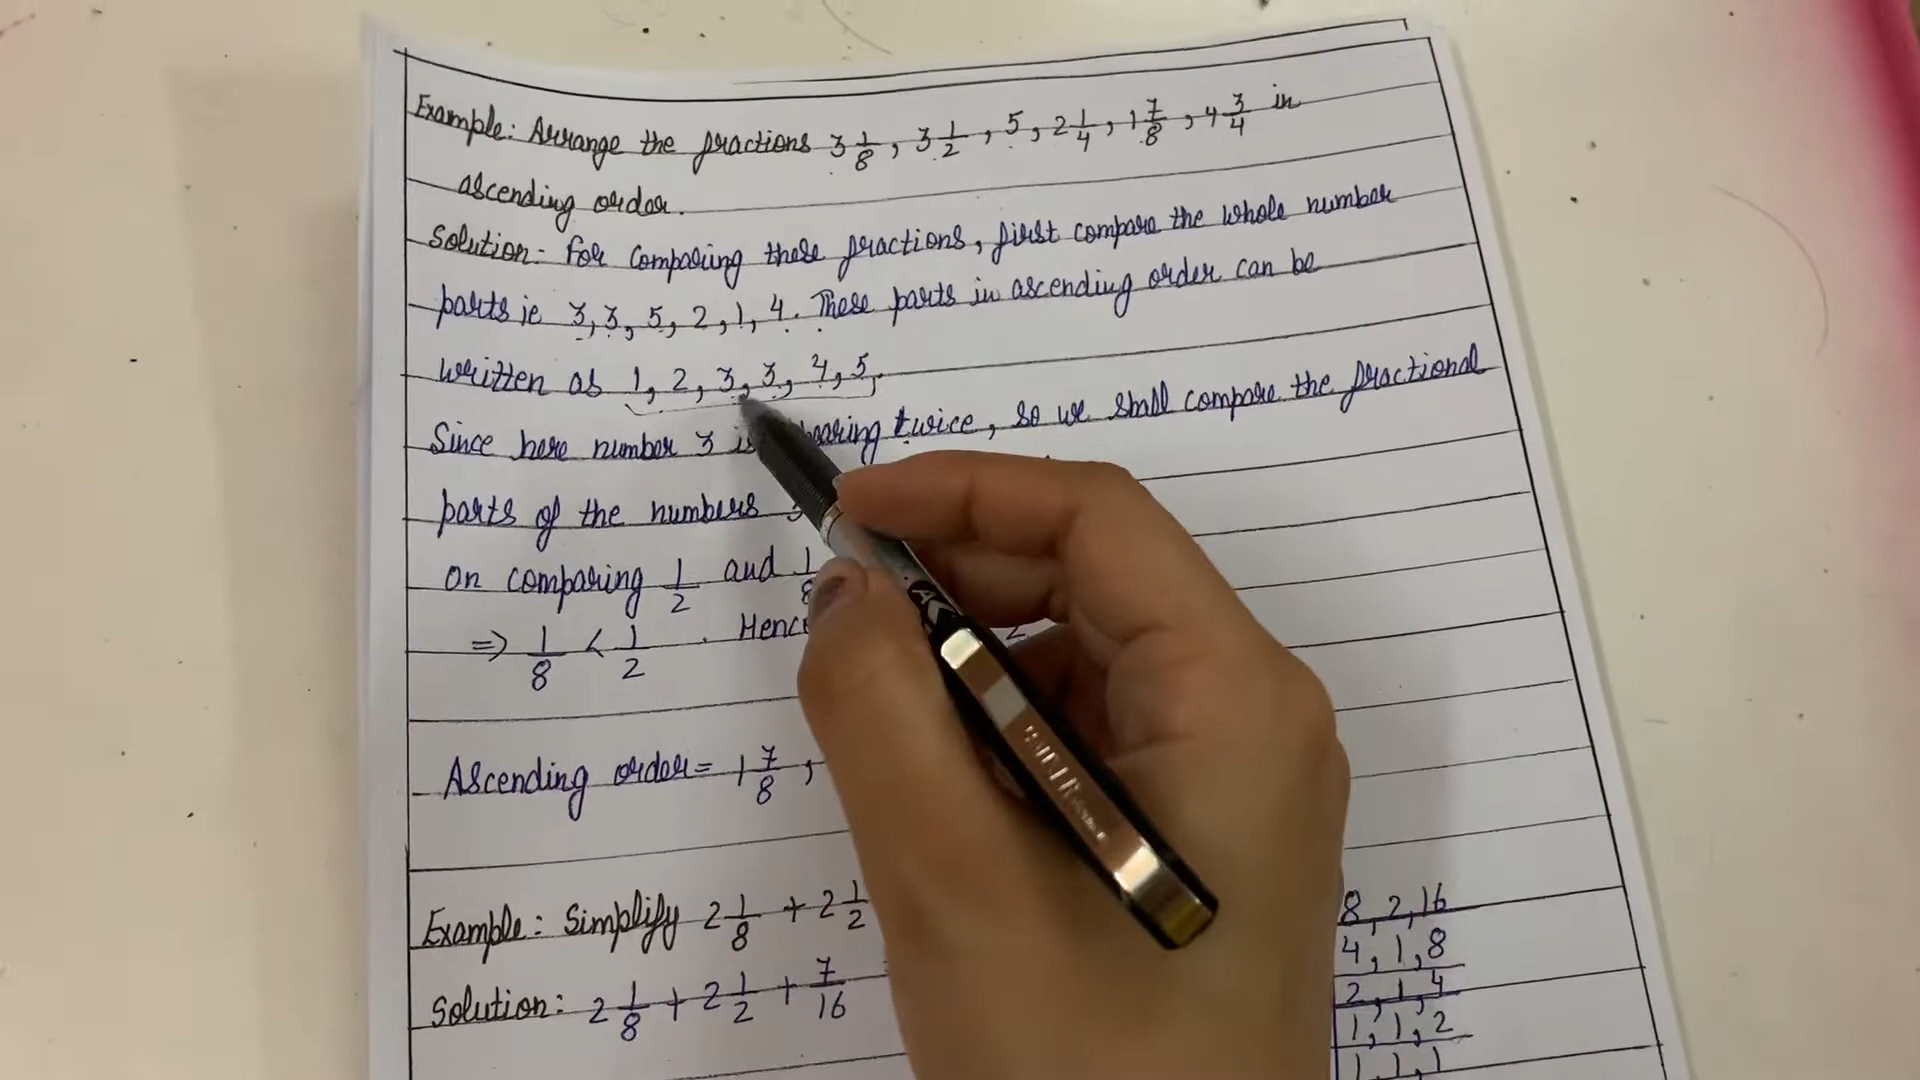 Example: Arrange the fractions 3 1/8, 3 1/2, 5, 2 1/4, 1 7/8, 4 3/4 in
ascending order.
Solution- For comparing these fractions, first compare the whole number
parts ie 3, 3, 5, 2, 1, 4. These parts in ascending order can be
written as 1, 2, 3, 3, 4, 5.
Since here number 3 twice, so we shall compare the fractional
parts of the numbers
On comparing 1/2 and
=> 1/8 < 1/2.
Ascending order = 1 7/8,
Example: Simplify 2 1/8 + 2 1/2
Solution: 2 1/8 + 2 1/2 + 7/16
8, 2, 16
4, 1, 8
2, 1, 4
1, 1, 2
1, 1, 1